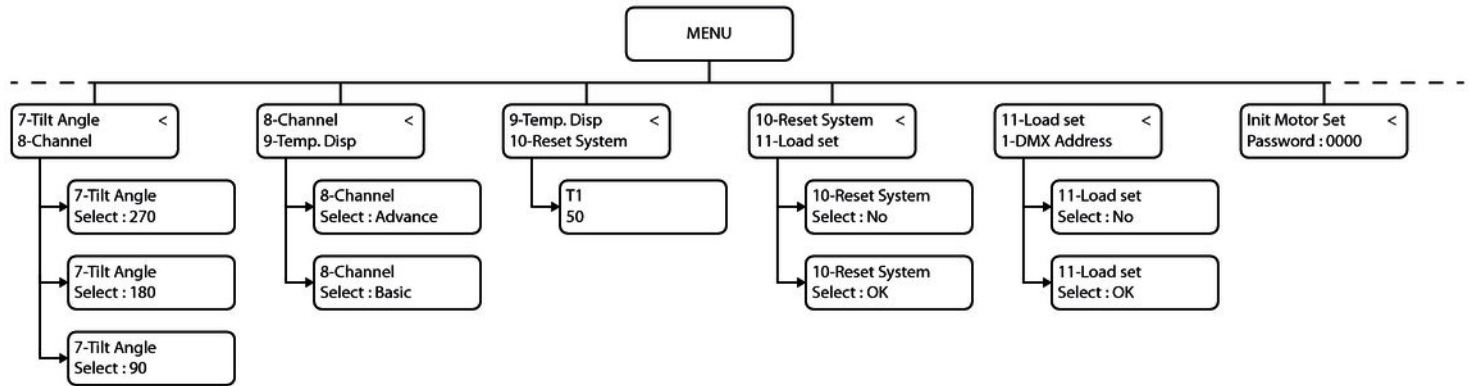 MENU
7-Tilt Angle <
8-Channel
7-Tilt Angle
Select : 270
7-Tilt Angle
Select : 180
7-Tilt Angle
Select : 90
8-Channel <
9-Temp. Disp
8-Channel
Select : Advance
8-Channel
Select : Basic
9-Temp. Disp <
10-Reset System
T1
50
10-Reset System <
11-Load set
10-Reset System
Select : No
10-Reset System
Select : OK
11-Load set <
1-DMX Address
11-Load set
Select : No
11-Load set
Select : OK
Init Motor Set <
Password : 0000